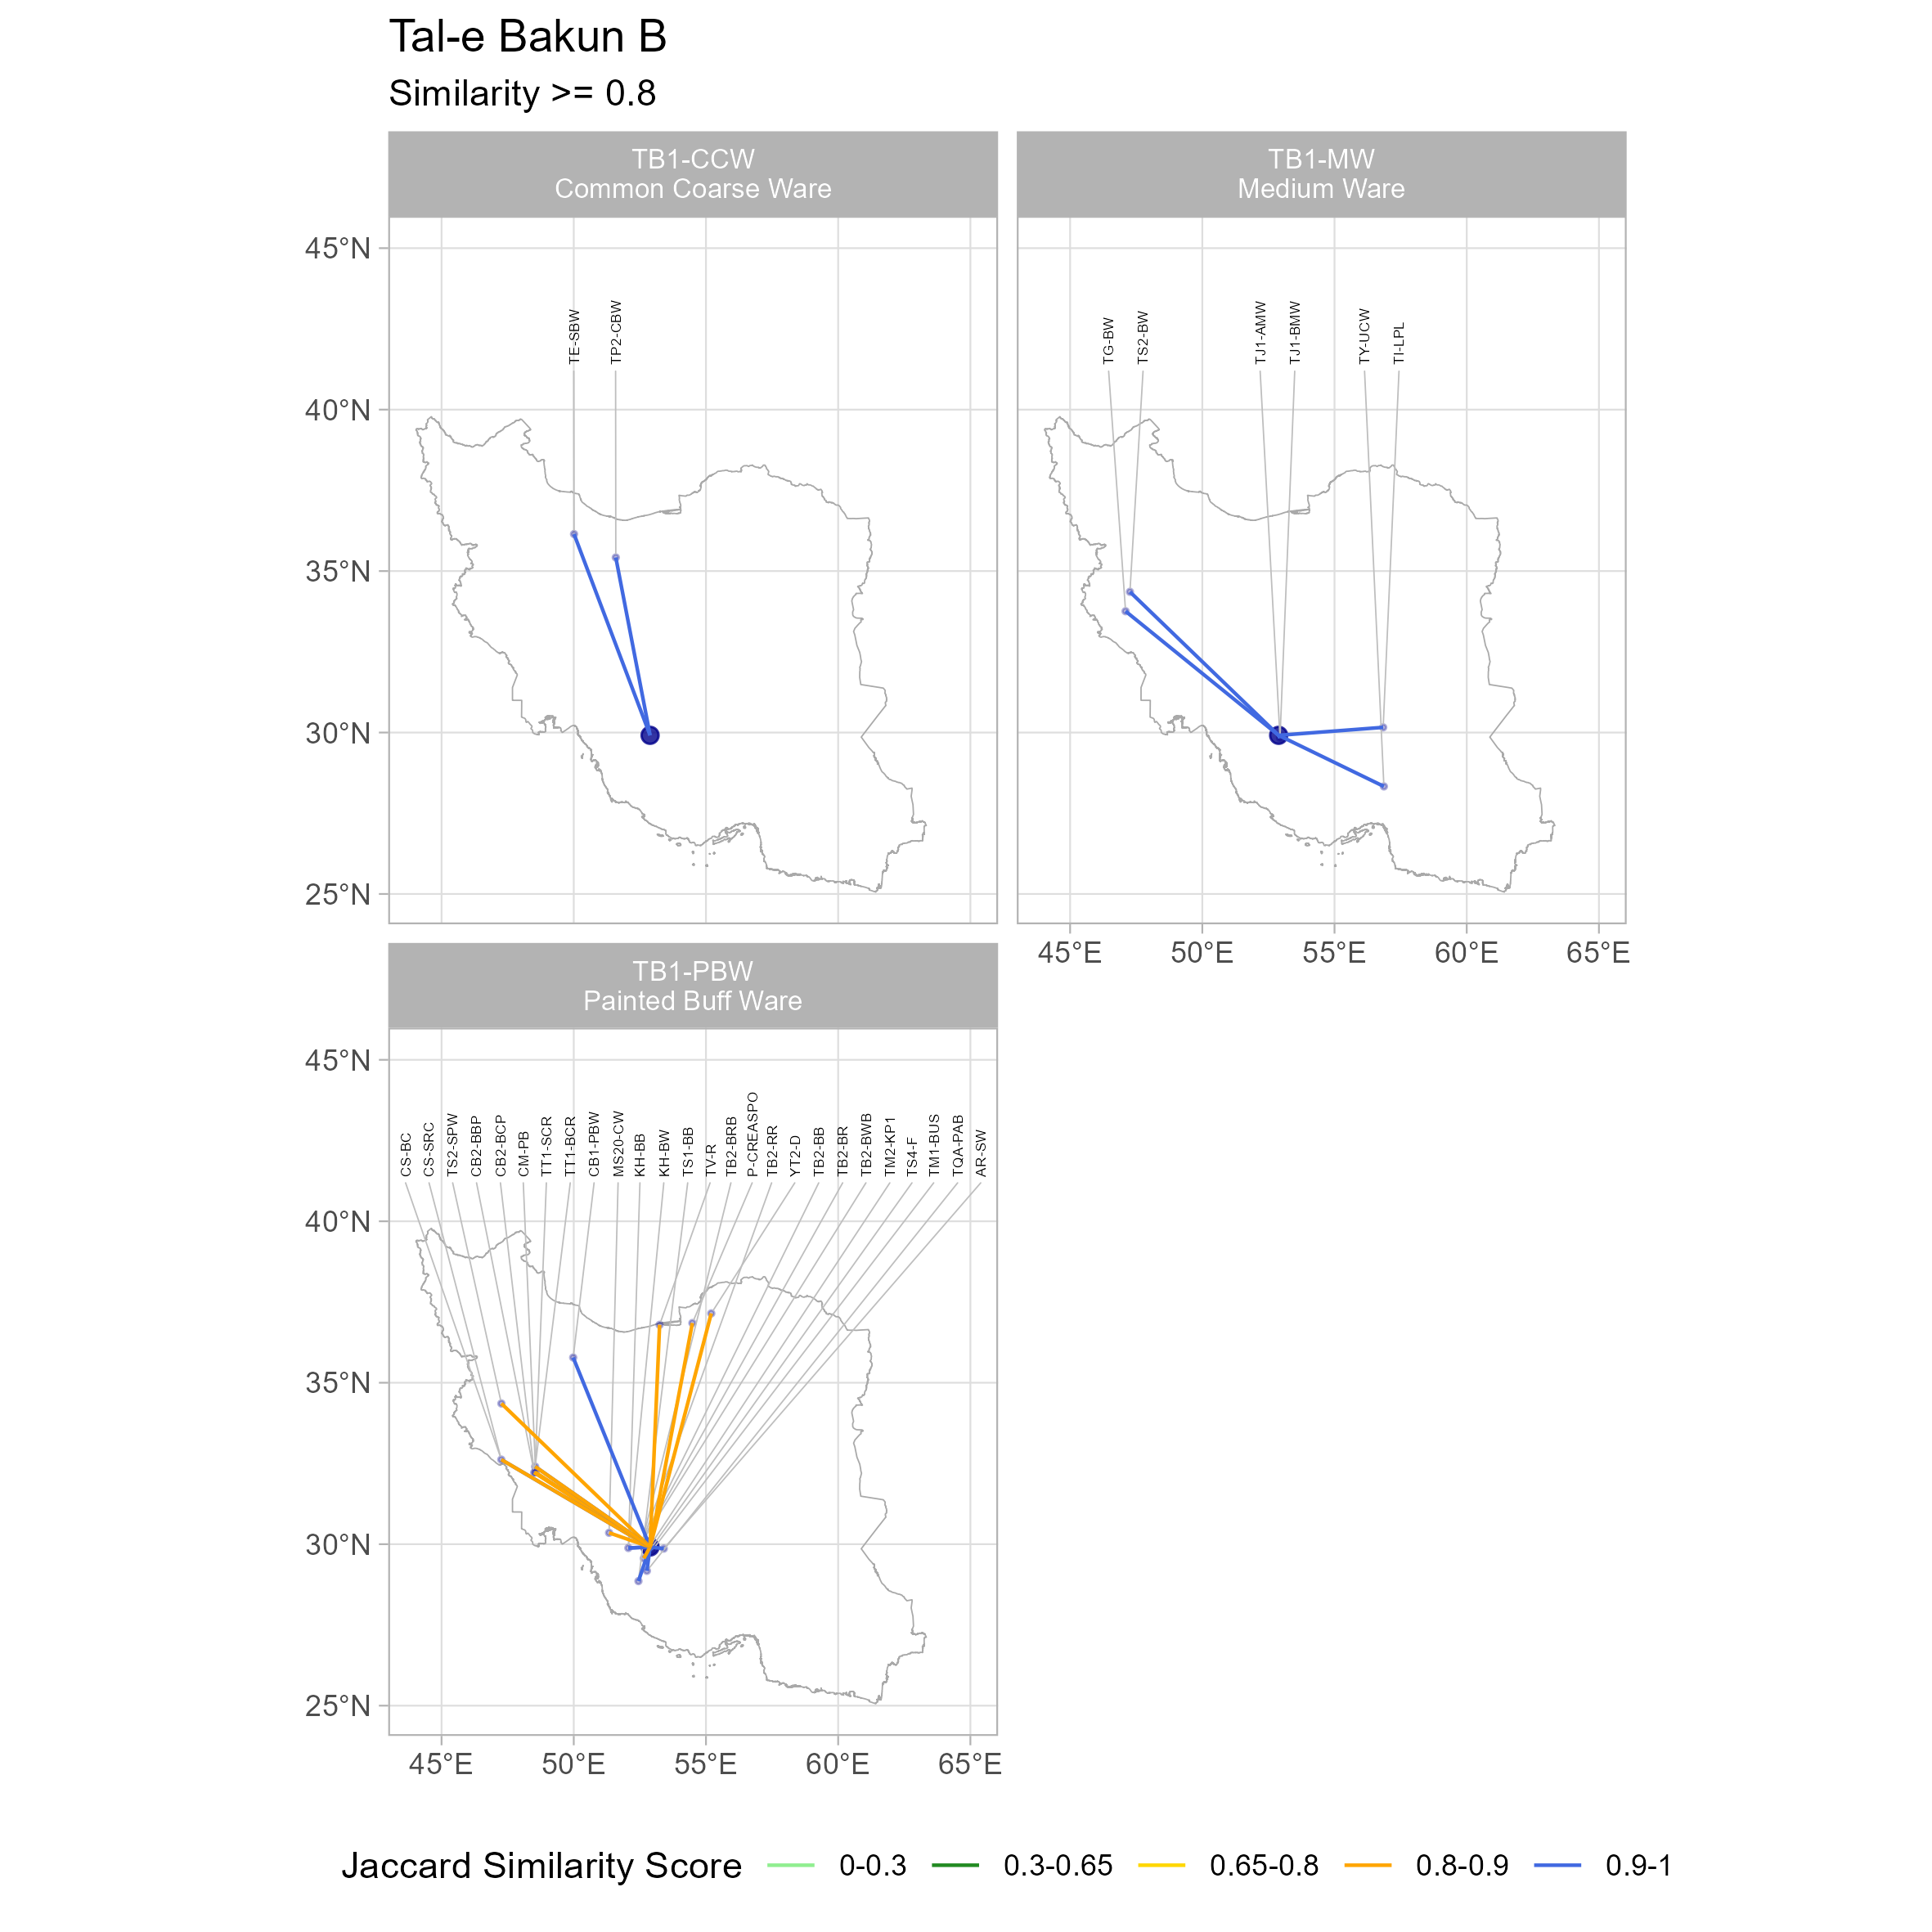 Tal-e Bakun B
Similarity >= 0.8
TB1-CCW
Common Coarse Ware
TB1-MW
Medium Ware
45°N
40°N
35°N
30°N
25°N
TE-SBW
TP2-CBW
TG-BW
TS2-BW
TJ1-AMW
TJ1-BMW
TY-UCW
TI-LPL
45°E 50°E 55°E 60°E 65°E
TB1-PBW
Painted Buff Ware
45°N
40°N
35°N
30°N
25°N
CS-BC
CS-SRC
TS2-SPW
CB2-BBP
CB2-BCP
CM-PB
TT1-SCR
TT1-BCR
CB1-PBW
MS20-CW
KH-BB
KH-BW
TS1-BB
TV-R
TB2-BRB
P-CREASPO
TB2-RR
YT2-D
TB2-BB
TB2-BR
TB2-BWB
TM2-KP1
TS4-F
TM1-BUS
TQA-PAB
AR-SW
45°E 50°E 55°E 60°E 65°E
Jaccard Similarity Score 0-0.3 0.3-0.65 0.65-0.8 0.8-0.9 0.9-1